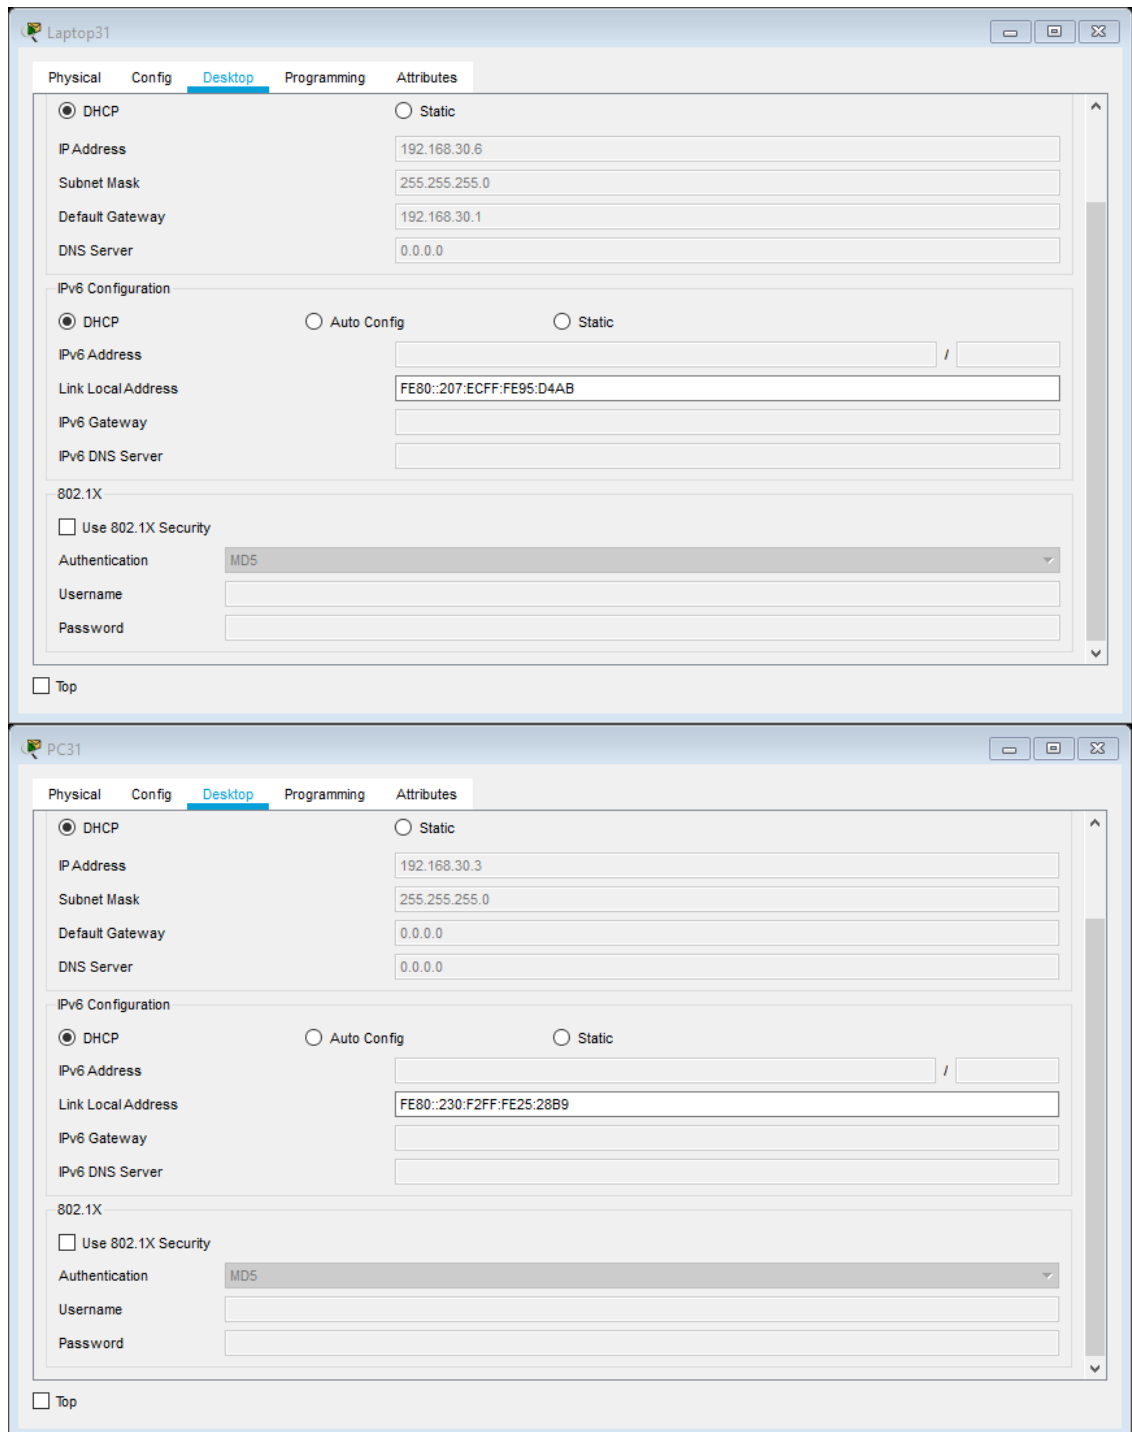 Laptop31
Physical Config Desktop Programming Attributes
DHCP Static
IP Address 192.168.30.6
Subnet Mask 255.255.255.0
Default Gateway 192.168.30.1
DNS Server 0.0.0.0
IPv6 Configuration
DHCP Auto Config Static
IPv6 Address /
Link Local Address FE80::207:ECFF:FE95:D4AB
IPv6 Gateway
IPv6 DNS Server
802.1X
Use 802.1X Security
Authentication MD5
Username
Password
Top
PC31
Physical Config Desktop Programming Attributes
DHCP Static
IP Address 192.168.30.3
Subnet Mask 255.255.255.0
Default Gateway 0.0.0.0
DNS Server 0.0.0.0
IPv6 Configuration
DHCP Auto Config Static
IPv6 Address /
Link Local Address FE80::230:F2FF:FE25:28B9
IPv6 Gateway
IPv6 DNS Server
802.1X
Use 802.1X Security
Authentication MD5
Username
Password
Top